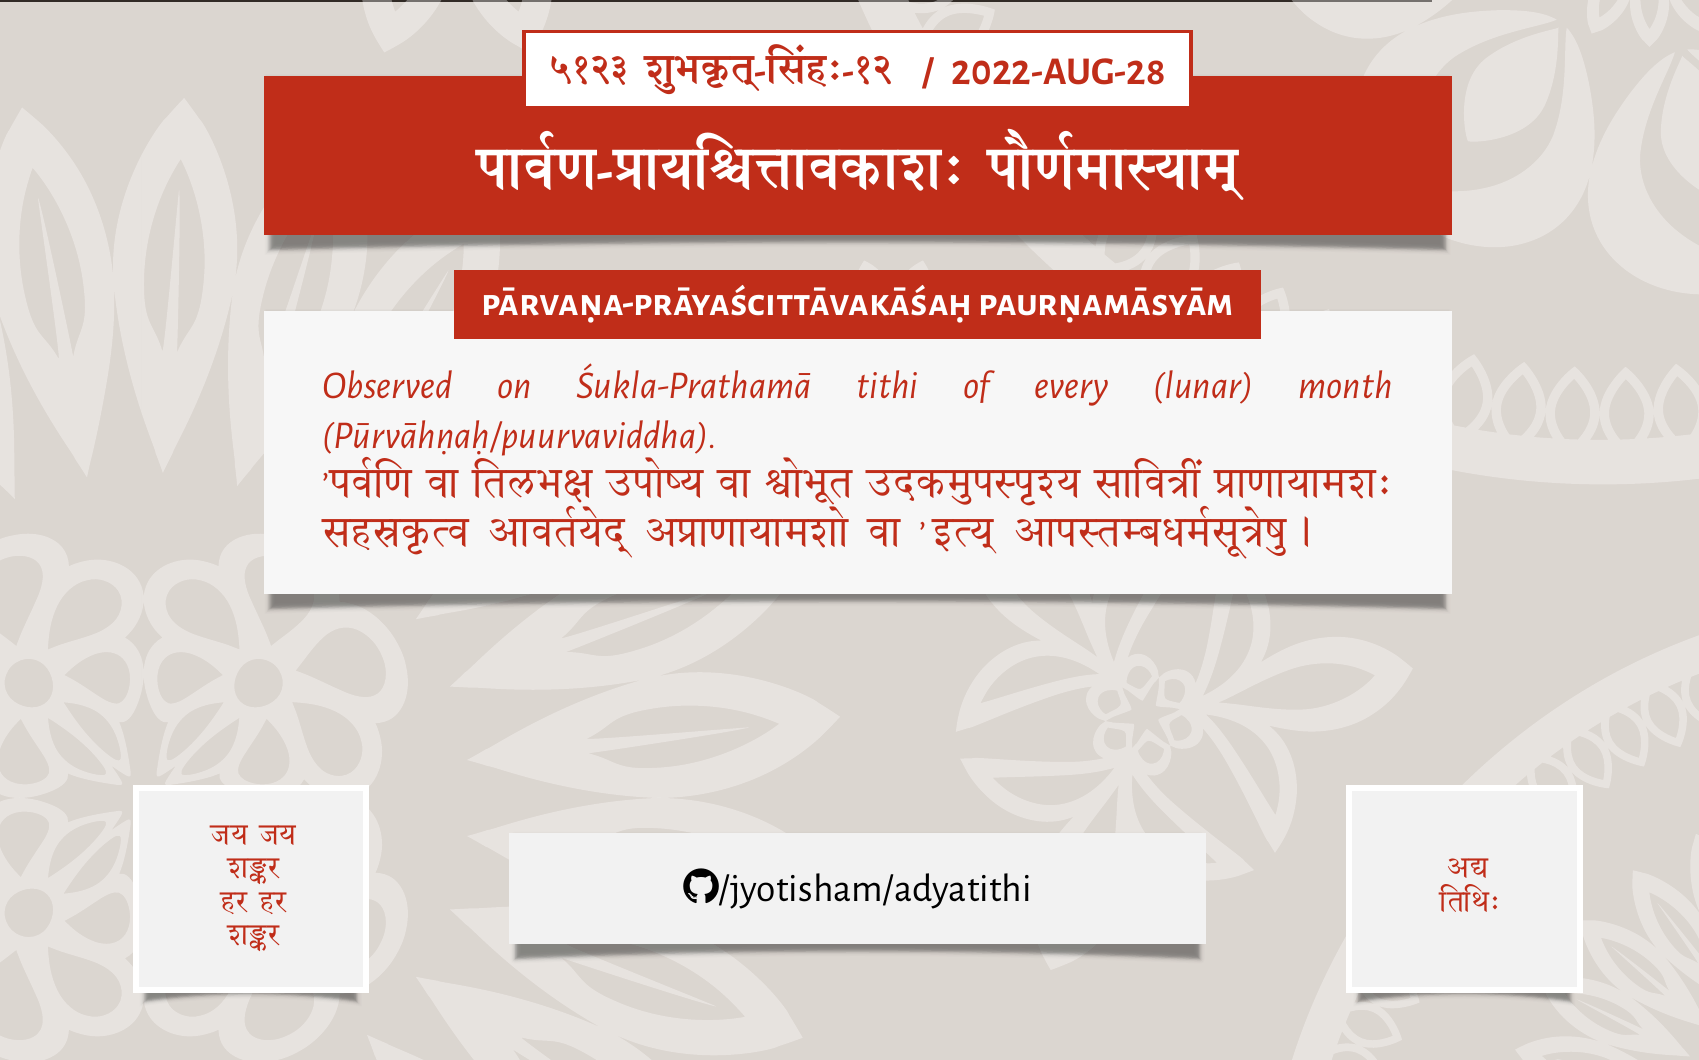 ५१२३ शुभकृत्-सिंहः-१२ / 2022-AUG-28
पार्वण-प्रायश्चित्तावकाशः पौर्णमास्याम्
PĀRVAṆA-PRĀYAŚCITTĀVAKĀŚAḤ PAURṆAMĀSYĀM
Observed on Śukla-Prathamā tithi of every (lunar) month
(Pūrvāhṇaḥ/puurvaviddha).
’पर्वणि वा तिलभक्ष उपोष्य वा श्वोभूत उदकमुपस्पृश्य सावित्रीं प्राणायामशः
सहस्रकृत्व आवर्तयेद् अप्राणायामशो वा ’ इत्य् आपस्तम्बधर्मसूत्रेषु।
जय जय
शङ्कर
हर हर
शङ्कर
/jyotisham/adyatithi
अद्य
तिथिः